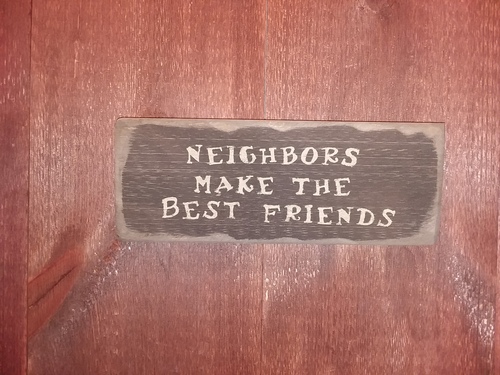 NEIGHBORS
MAKE THE
BEST FRIENDS